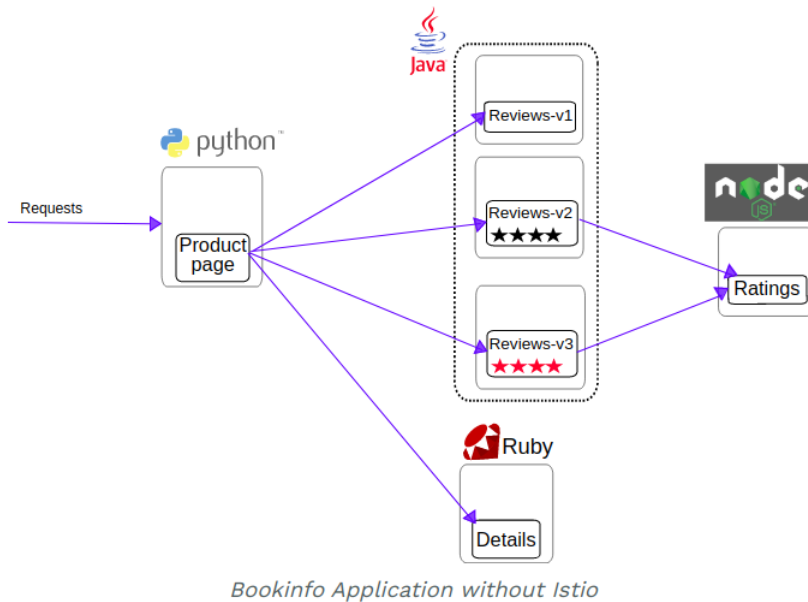 Java
Reviews-v1
python™
node
JS
Requests
Reviews-v2
Product
page
Ratings
Reviews-v3
Ruby
Details
Bookinfo Application without Istio